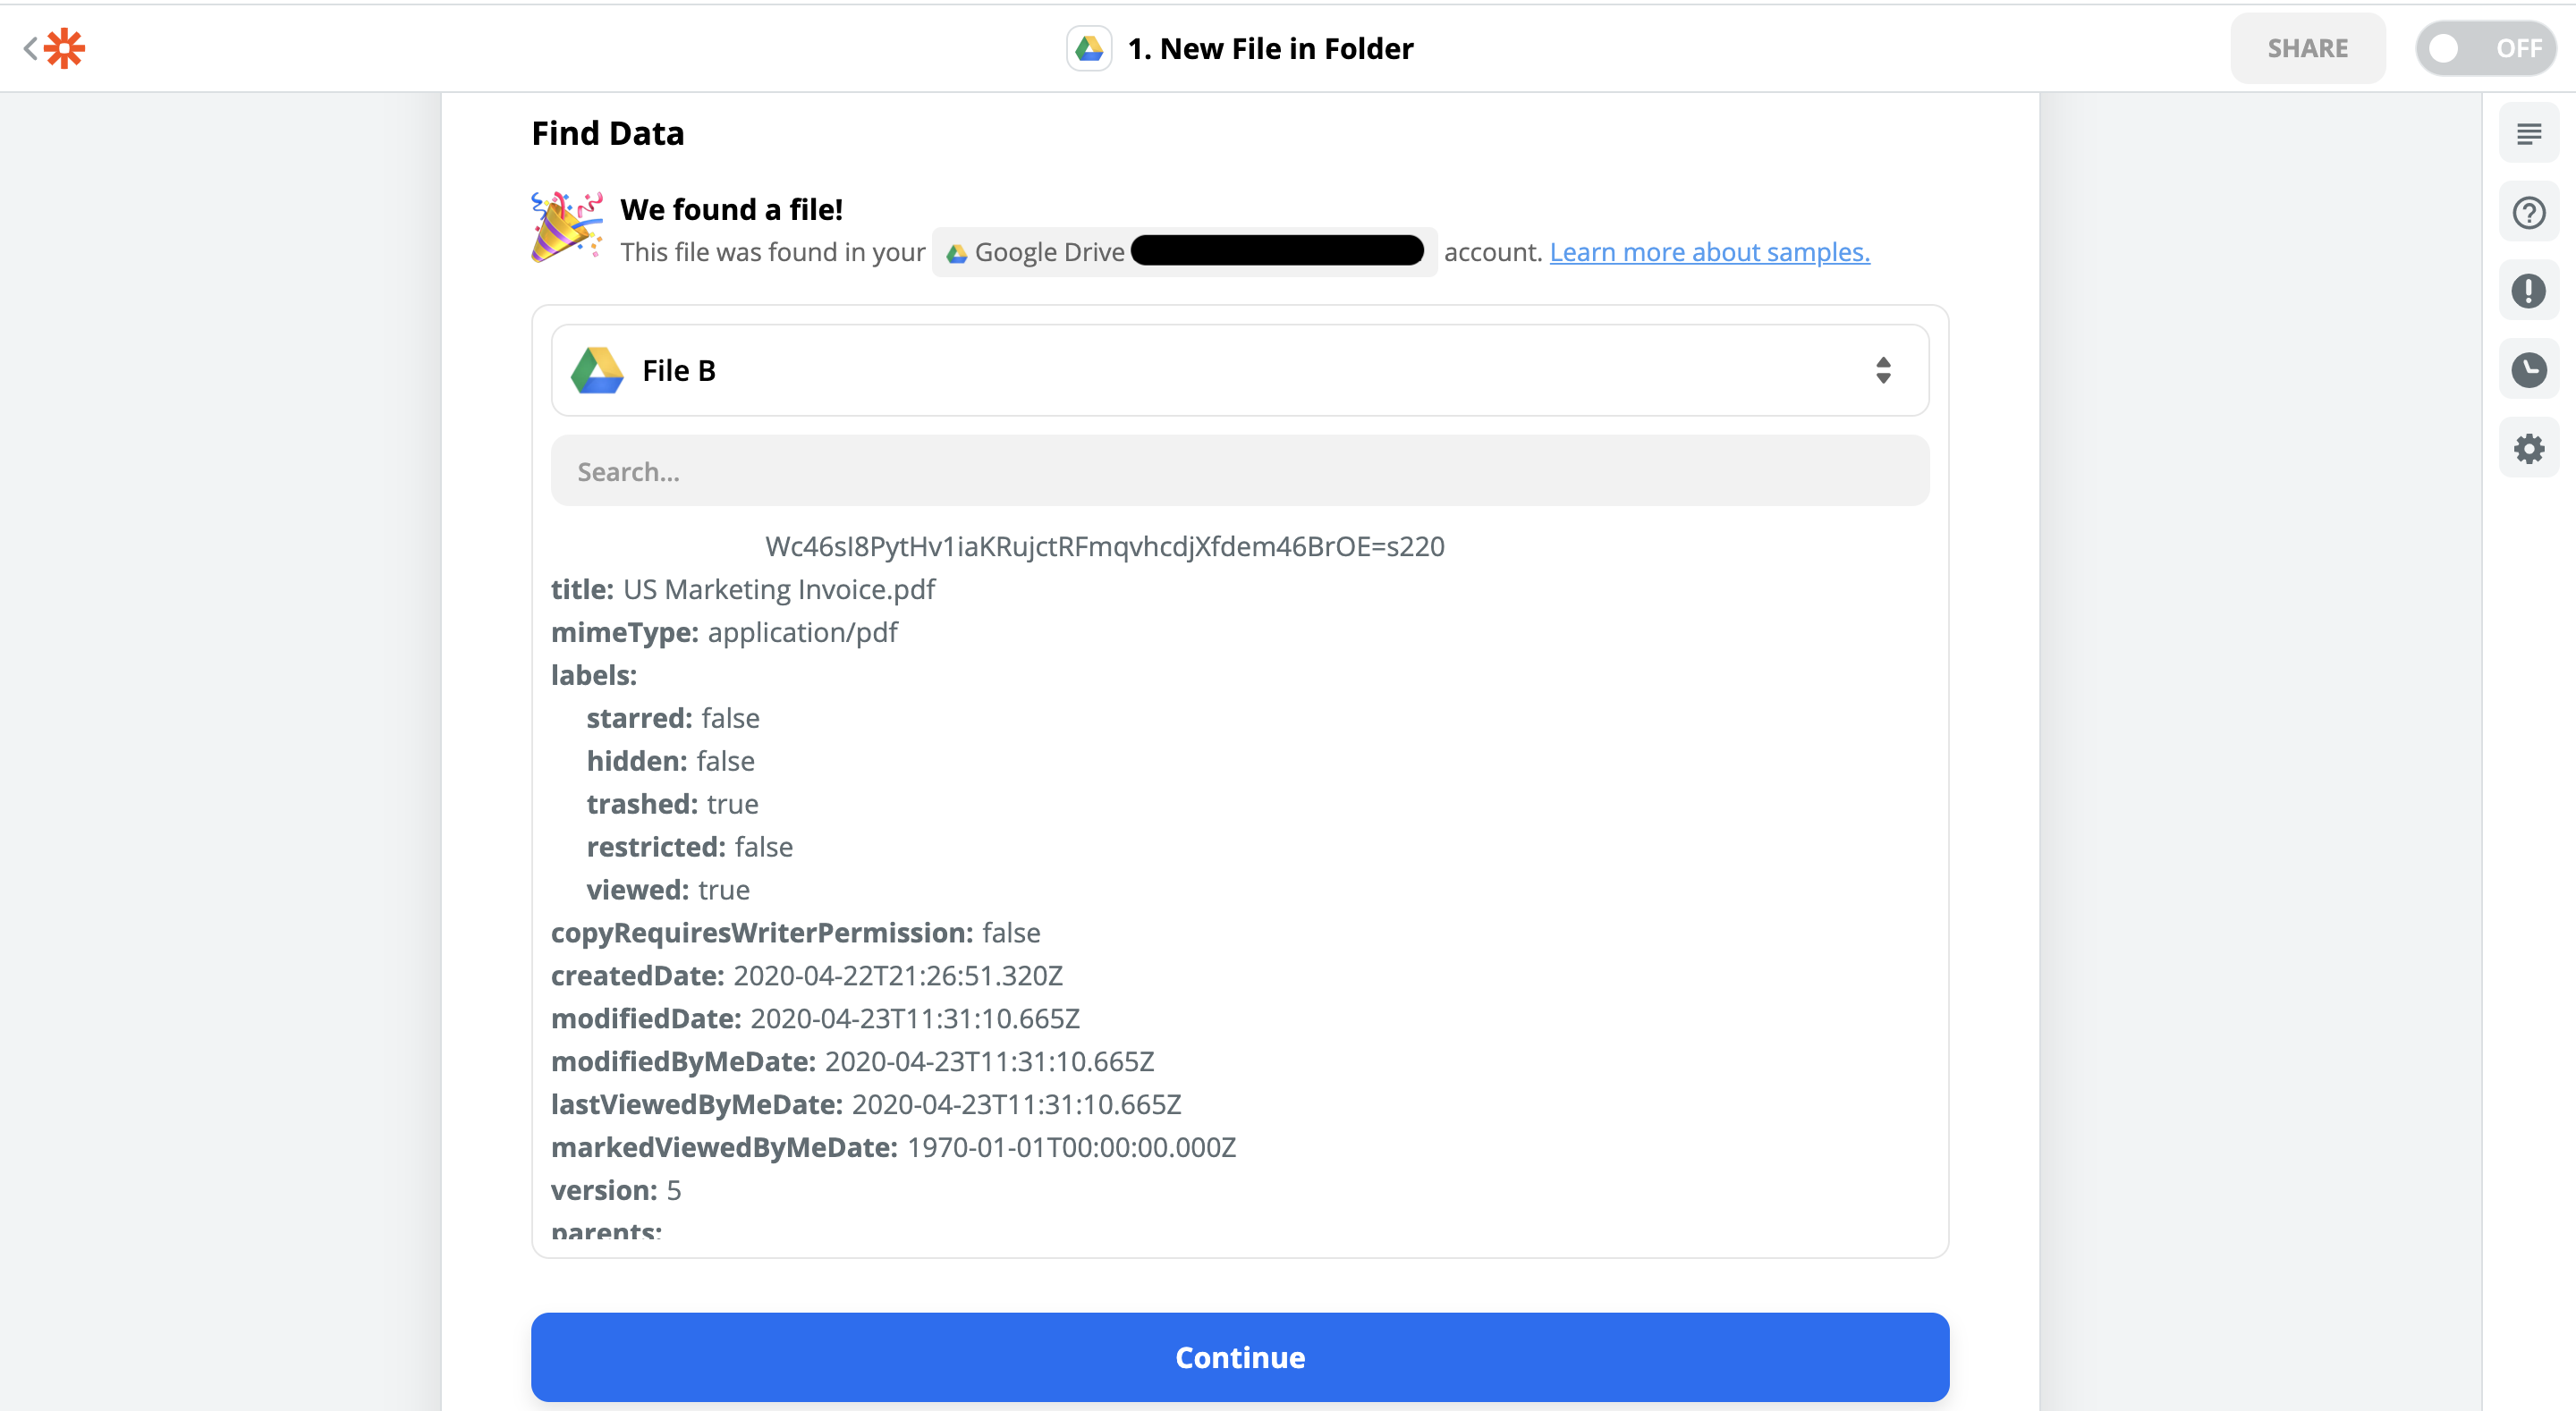 1. New File in Folder
SHARE
OFF
Find Data
We found a file!
This file was found in your Google Drive account. Learn more about samples.
File B
Search...
Wc46sI8PytHv1iaKRujctRFmqvhcdjXfdem46BrOE=s220
title: US Marketing Invoice.pdf
mimeType: application/pdf
labels:
starred: false
hidden: false
trashed: true
restricted: false
viewed: true
copyRequiresWriterPermission: false
createdDate: 2020-04-22T21:26:51.320Z
modifiedDate: 2020-04-23T11:31:10.665Z
modifiedByMeDate: 2020-04-23T11:31:10.665Z
lastViewedByMeDate: 2020-04-23T11:31:10.665Z
markedViewedByMeDate: 1970-01-01T00:00:00.000Z
version: 5
parents:
Continue